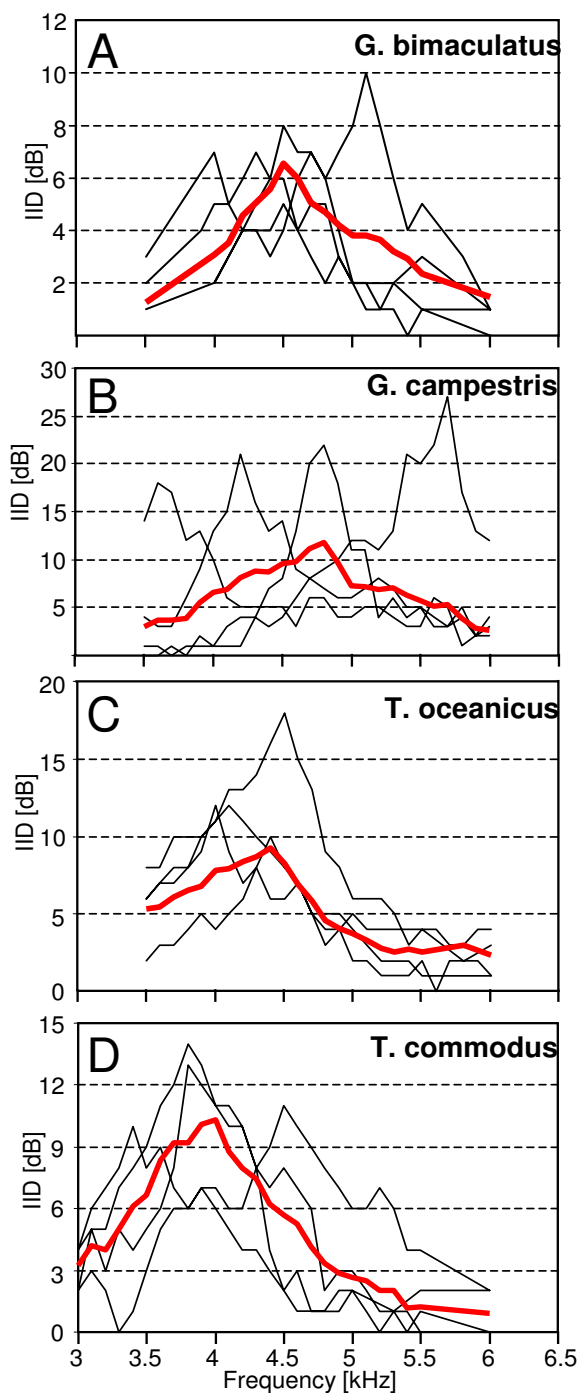 A
G. bimaculatus
12
10
8
6
4
2
IID [dB]
B
G. campestris
30
25
20
15
10
5
IID [dB]
C
T. oceanicus
20
15
10
5
0
IID [dB]
D
T. commodus
15
12
9
6
3
0
IID [dB]
3 3.5 4 4.5 5 5.5 6 6.5
Frequency [kHz]